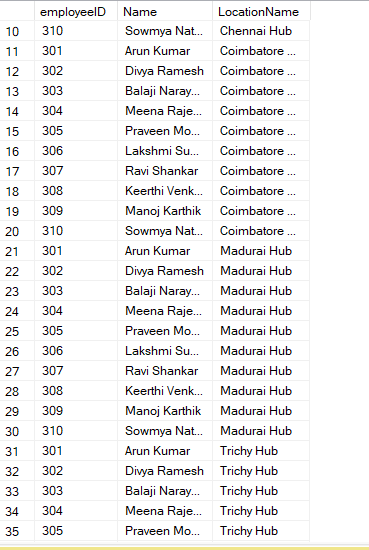 employeeID Name LocationName
10 310 Sowmya Nat... Chennai Hub
11 301 Arun Kumar Coimbatore ...
12 302 Divya Ramesh Coimbatore ...
13 303 Balaji Naray... Coimbatore ...
14 304 Meena Raje... Coimbatore ...
15 305 Praveen Mo... Coimbatore ...
16 306 Lakshmi Su... Coimbatore ...
17 307 Ravi Shankar Coimbatore ...
18 308 Keerthi Venk... Coimbatore ...
19 309 Manoj Karthik Coimbatore ...
20 310 Sowmya Nat... Coimbatore ...
21 301 Arun Kumar Madurai Hub
22 302 Divya Ramesh Madurai Hub
23 303 Balaji Naray... Madurai Hub
24 304 Meena Raje... Madurai Hub
25 305 Praveen Mo... Madurai Hub
26 306 Lakshmi Su... Madurai Hub
27 307 Ravi Shankar Madurai Hub
28 308 Keerthi Venk... Madurai Hub
29 309 Manoj Karthik Madurai Hub
30 310 Sowmya Nat... Madurai Hub
31 301 Arun Kumar Trichy Hub
32 302 Divya Ramesh Trichy Hub
33 303 Balaji Naray... Trichy Hub
34 304 Meena Raje... Trichy Hub
35 305 Praveen Mo... Trichy Hub